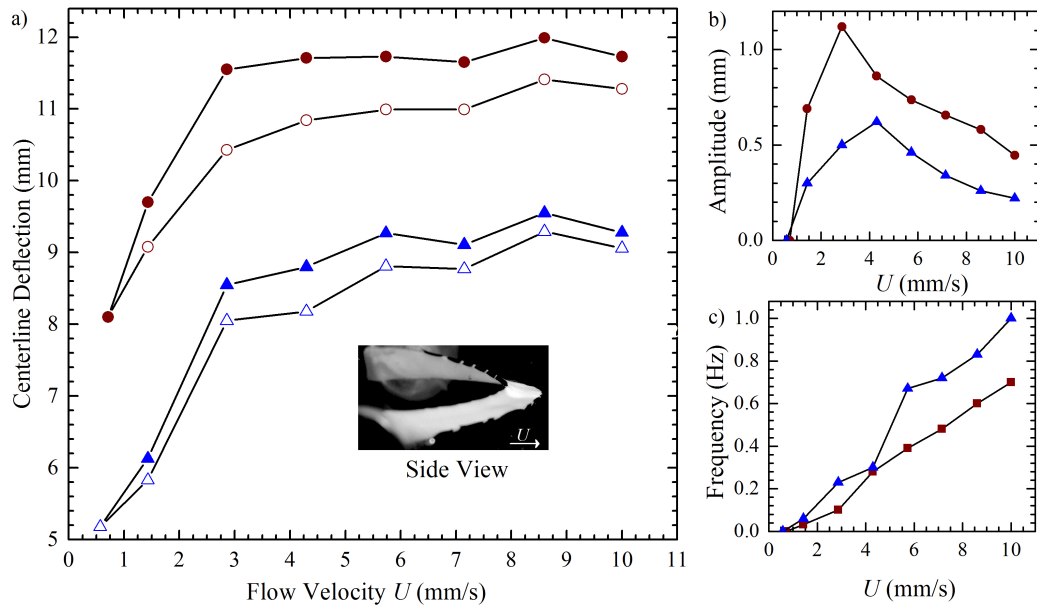 a)
12
11
10
9
8
7
6
5
Centerline Deflection (mm)
0 1 2 3 4 5 6 7 8 9 10 11
Flow Velocity U (mm/s)
U
Side View
b)
1.0
0.5
0.0
Amplitude (mm)
0 2 4 6 8 10
U (mm/s)
c)
1.0
0.8
0.6
0.4
0.2
0.0
Frequency (Hz)
0 2 4 6 8 10
U (mm/s)